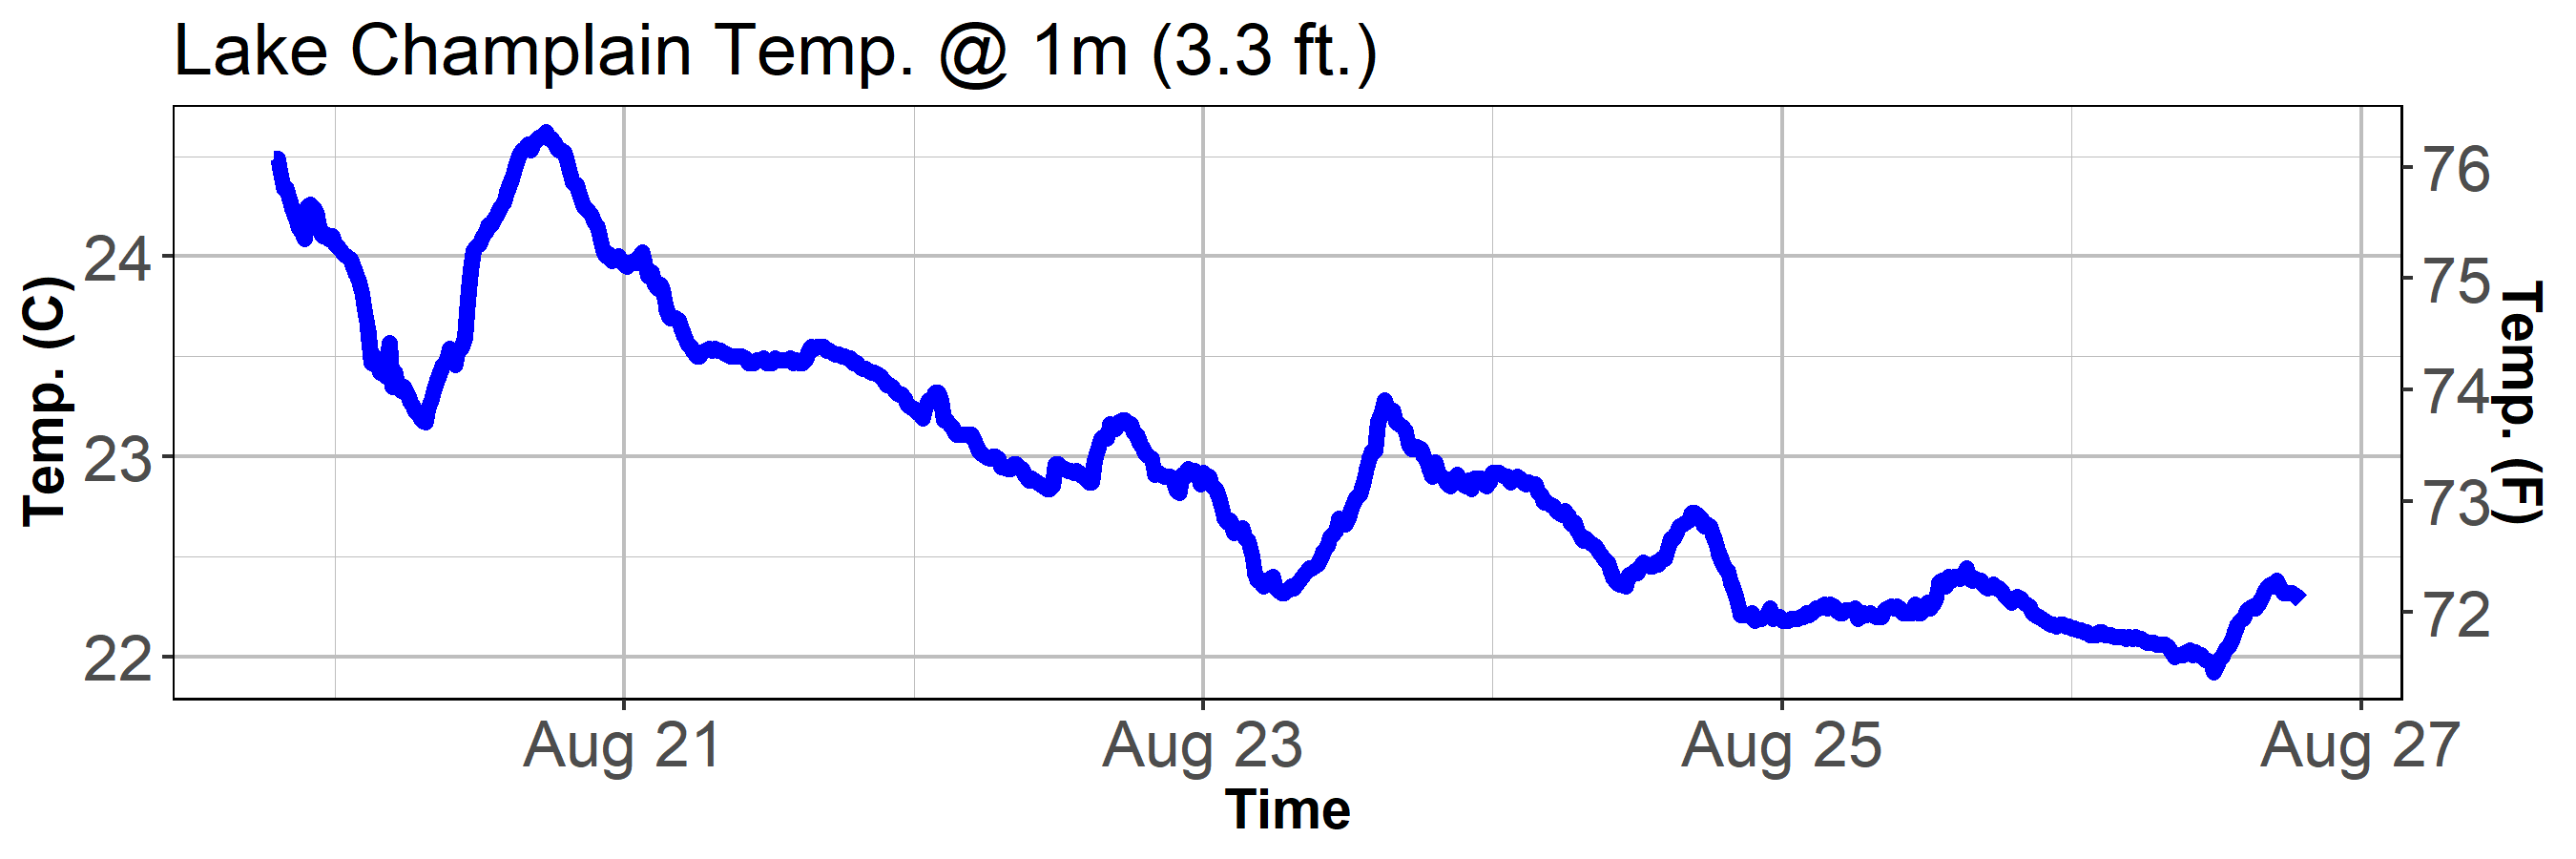 Lake Champlain Temp. @ 1m (3.3 ft.)
Temp. (C)
24
23
22
76
75
74
73
72
Temp. (F)
Aug 21
Aug 23
Aug 25
Aug 27
Time